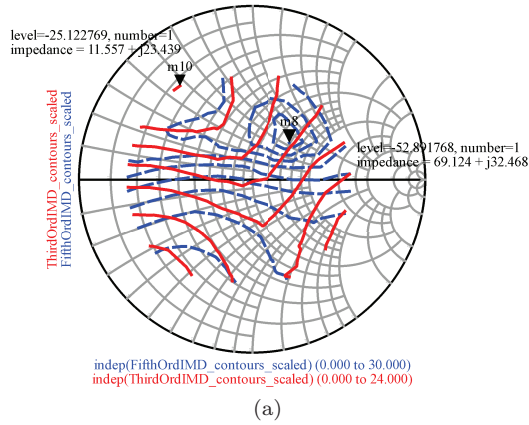 level=-25.122769, number=1
impedance = 11.557 + j23.439
m10
m8
level=-52.891768, number=1
impedance = 69.124 + j32.468
ThirdOrdIMD_contours_scaled
FifthOrdIMD_contours_scaled
indep(FifthOrdIMD_contours_scaled) (0.000 to 30.000)
indep(ThirdOrdIMD_contours_scaled) (0.000 to 24.000)
(a)